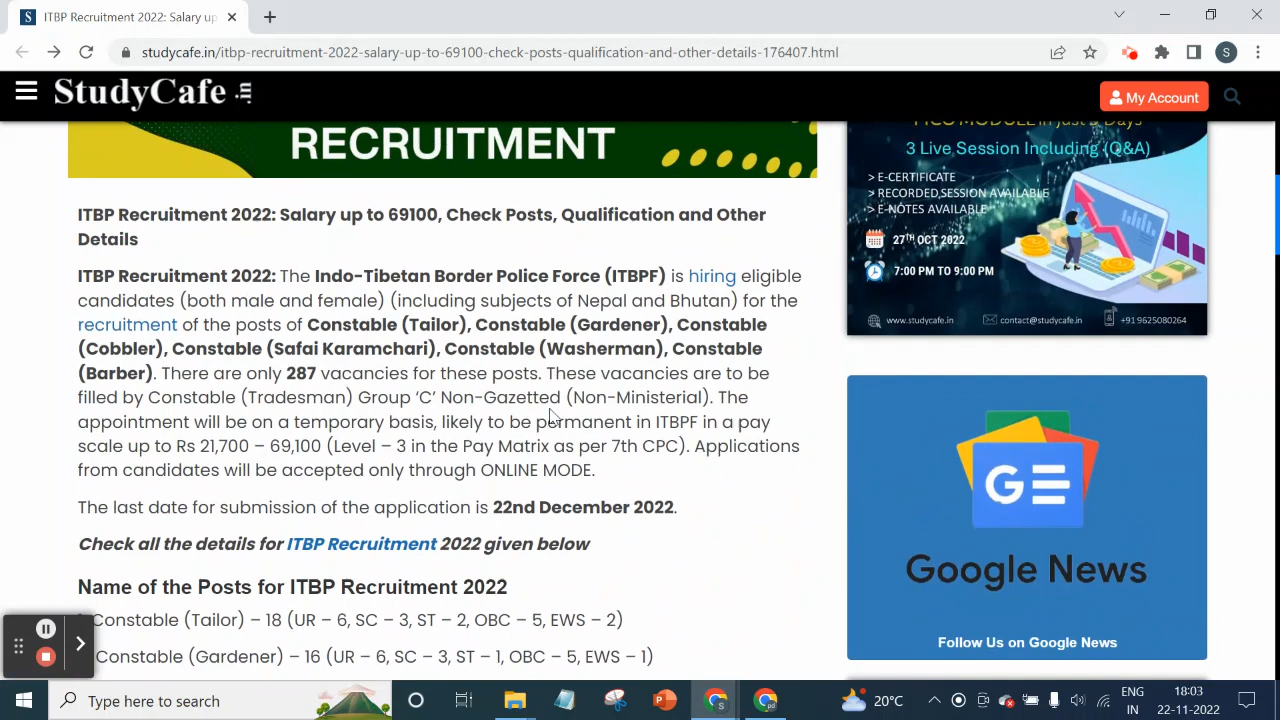 ITBP Recruitment 2022: Salary up
studycafe.in/itbp-recruitment-2022-salary-up-to-69100-check-posts-qualification-and-other-details-176407.html
S
StudyCafe .in
My Account
RECRUITMENT
ITBP Recruitment 2022: Salary up to 69100, Check Posts, Qualification and Other
Details
ITBP Recruitment 2022: The Indo-Tibetan Border Police Force (ITBPF) is hiring eligible
candidates (both male and female) (including subjects of Nepal and Bhutan) for the
recruitment of the posts of Constable (Tailor), Constable (Gardener), Constable
(Cobbler), Constable (Safai Karamchari), Constable (Washerman), Constable
(Barber). There are only 287 vacancies for these posts. These vacancies are to be
filled by Constable (Tradesman) Group ‘C’ Non-Gazetted (Non-Ministerial). The
appointment will be on a temporary basis, likely to be permanent in ITBPF in a pay
scale up to Rs 21,700 – 69,100 (Level – 3 in the Pay Matrix as per 7th CPC). Applications
from candidates will be accepted only through ONLINE MODE.
The last date for submission of the application is 22nd December 2022.
Check all the details for ITBP Recruitment 2022 given below
Name of the Posts for ITBP Recruitment 2022
Constable (Tailor) – 18 (UR – 6, SC – 3, ST – 2, OBC – 5, EWS – 2)
Constable (Gardener) – 16 (UR – 6, SC – 3, ST – 1, OBC – 5, EWS – 1)
MODULE in just Days
3 Live Session Including (Q&A)
> E-CERTIFICATE
> RECORDED SESSION AVAILABLE
> E-NOTES AVAILABLE
27TH OCT 2022
7:00 PM TO 9:00 PM
www.studycafe.in contact@studycafe.in +91 9625080264
GE
Google News
Follow Us on Google News
Type here to search
20°C
ENG
IN
18:03
22-11-2022